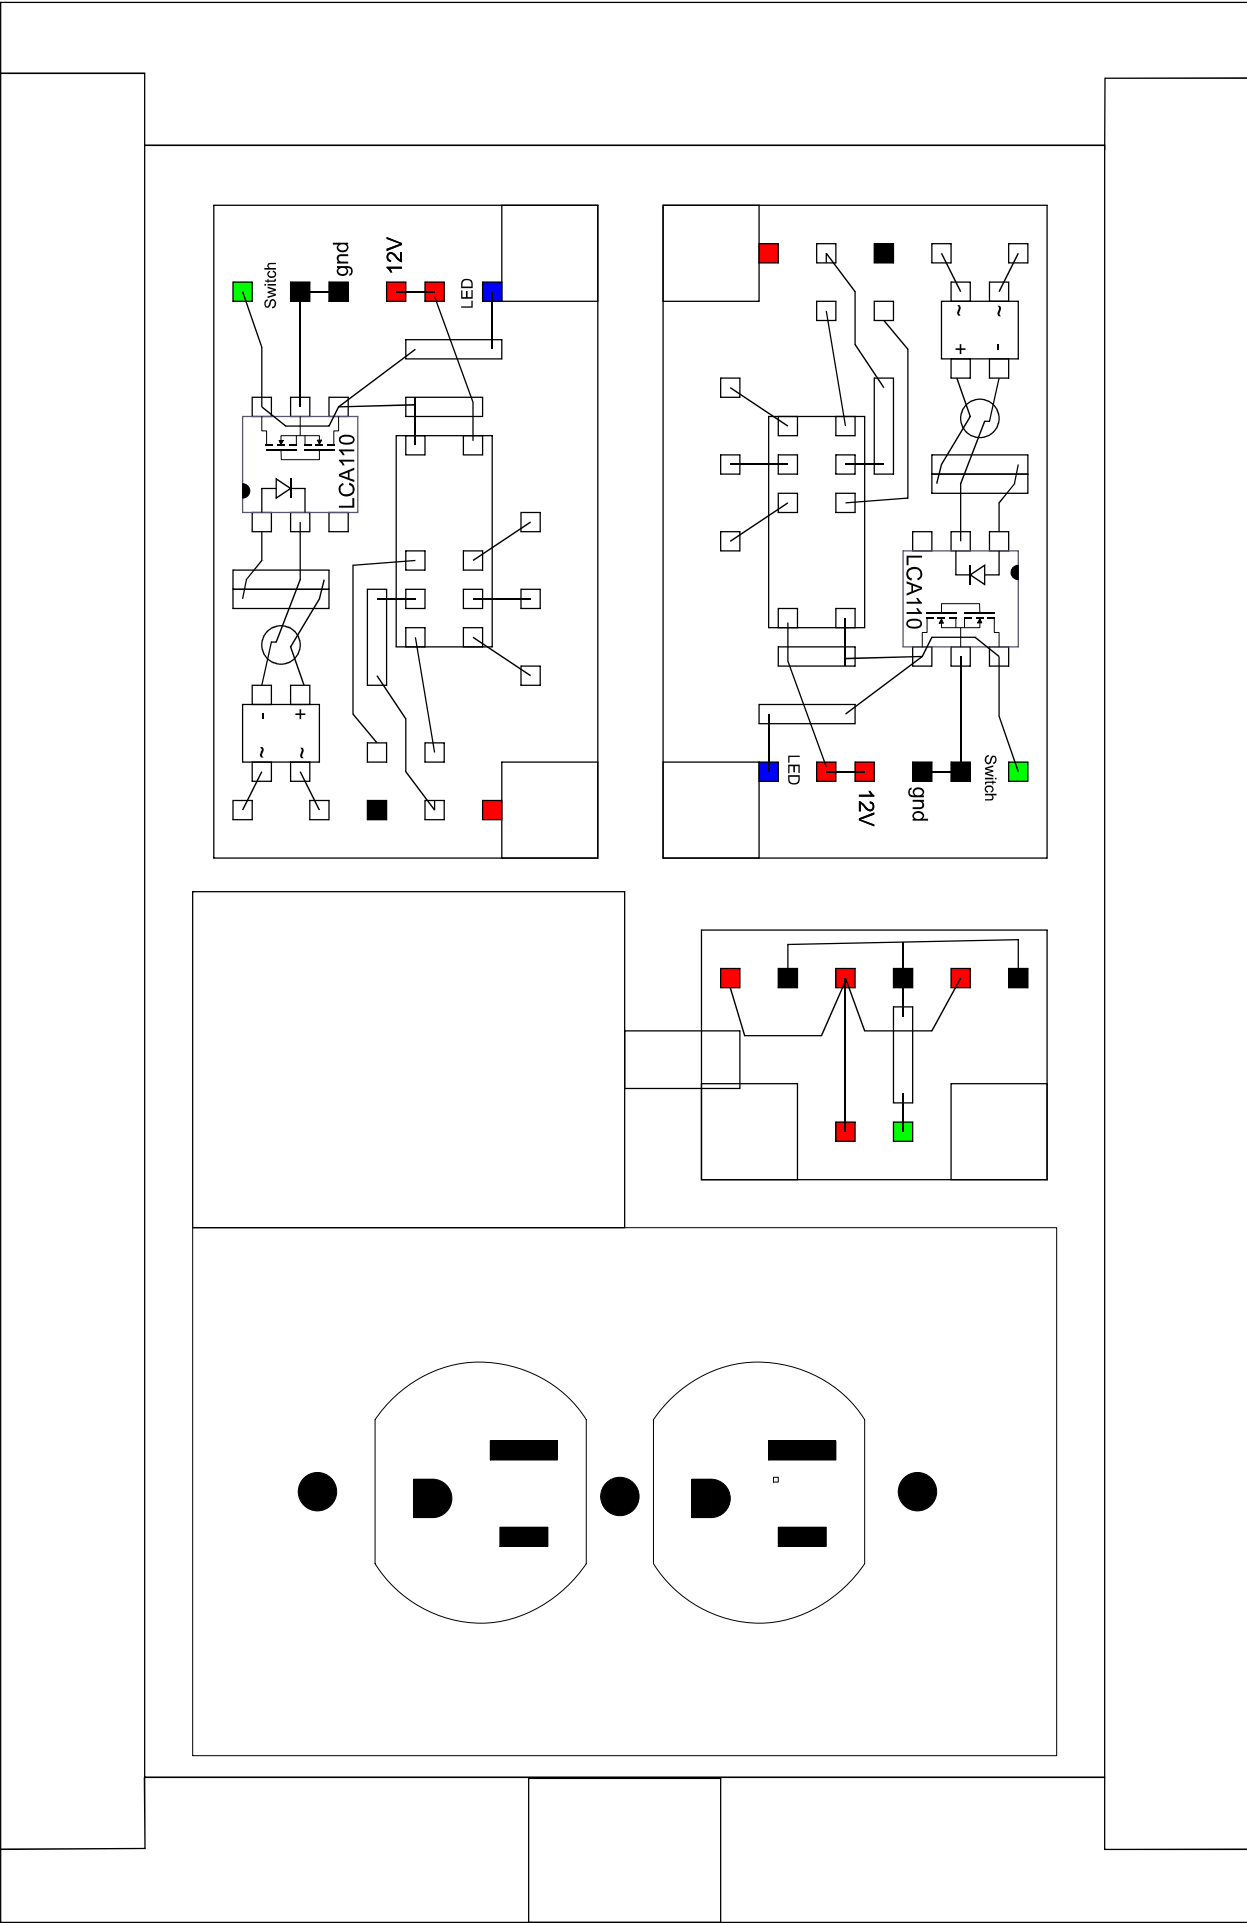 Switch
gnd
12V
LED
LCA110
- +
~ ~
~ ~
+ -
LCA110
LED
12V
gnd
Switch